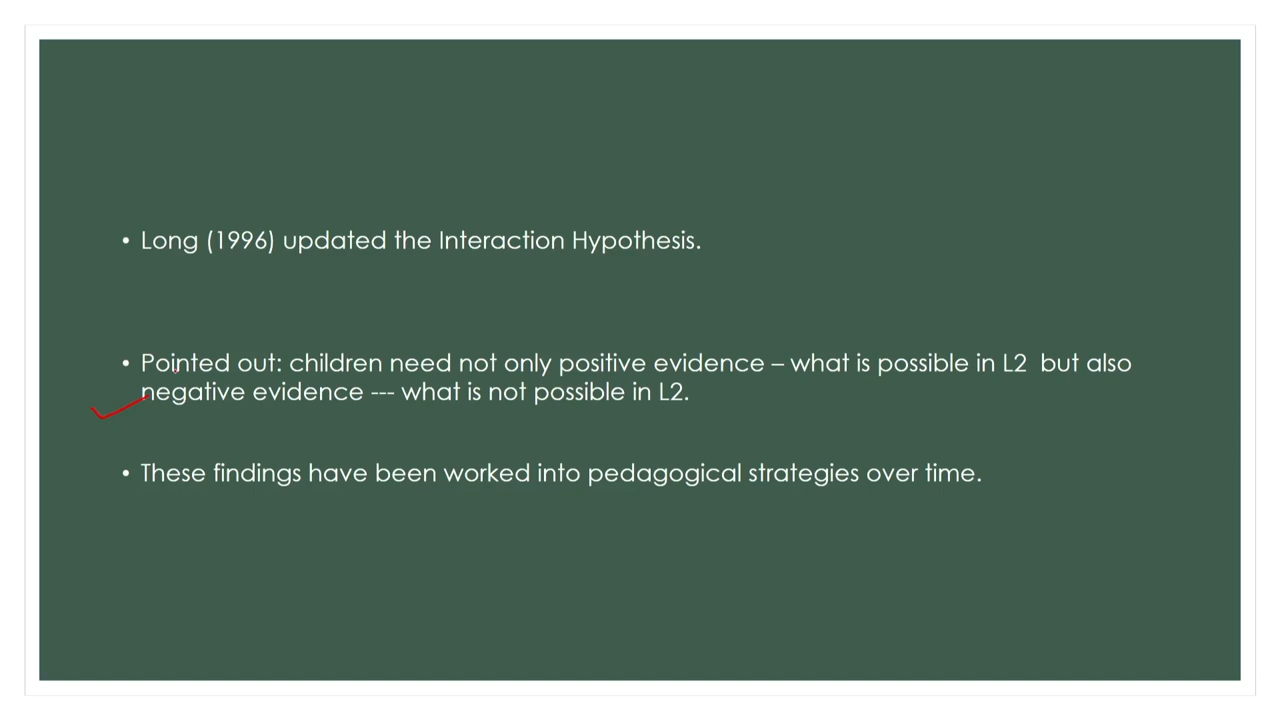 • Long (1996) updated the Interaction Hypothesis.
• Pointed out: children need not only positive evidence – what is possible in L2 but also
negative evidence --- what is not possible in L2.
• These findings have been worked into pedagogical strategies over time.